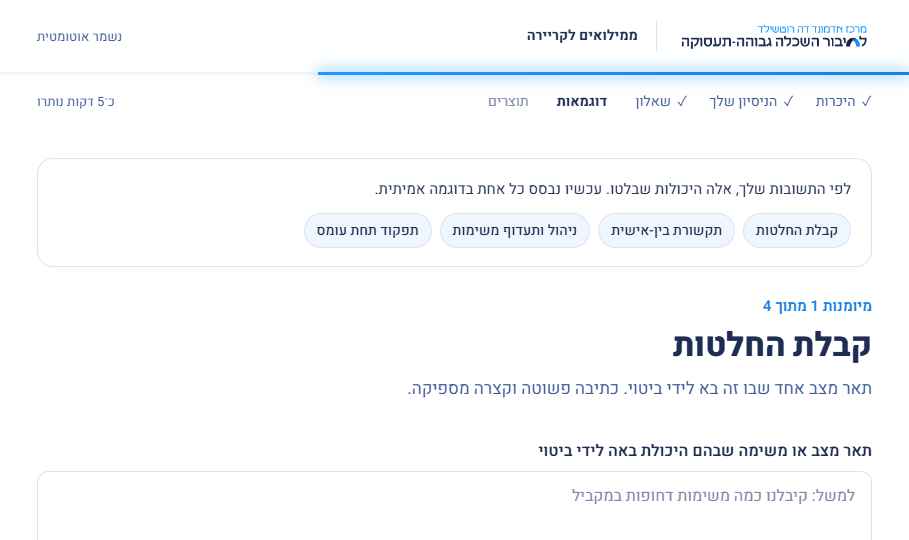 מרכז אדמונד דה רוטשילד
לחיבור השכלה גבוהה-תעסוקה
ממילואים לקריירה
נשמר אוטומטית
✓ היכרות
✓ הניסיון שלך
✓ שאלון
דוגמאות
תוצרים
כ־5 דקות נותרו
לפי התשובות שלך, אלה היכולות שבלטו. עכשיו נבסס כל אחת בדוגמה אמיתית.
קבלת החלטות
תקשורת בין-אישית
ניהול ותעדוף משימות
תפקוד תחת עומס
מיומנות 1 מתוך 4
קבלת החלטות
תאר מצב אחד שבו זה בא לידי ביטוי. כתיבה פשוטה וקצרה מספיקה.
תאר מצב או משימה שבהם היכולת באה לידי ביטוי
למשל: קיבלנו כמה משימות דחופות במקביל